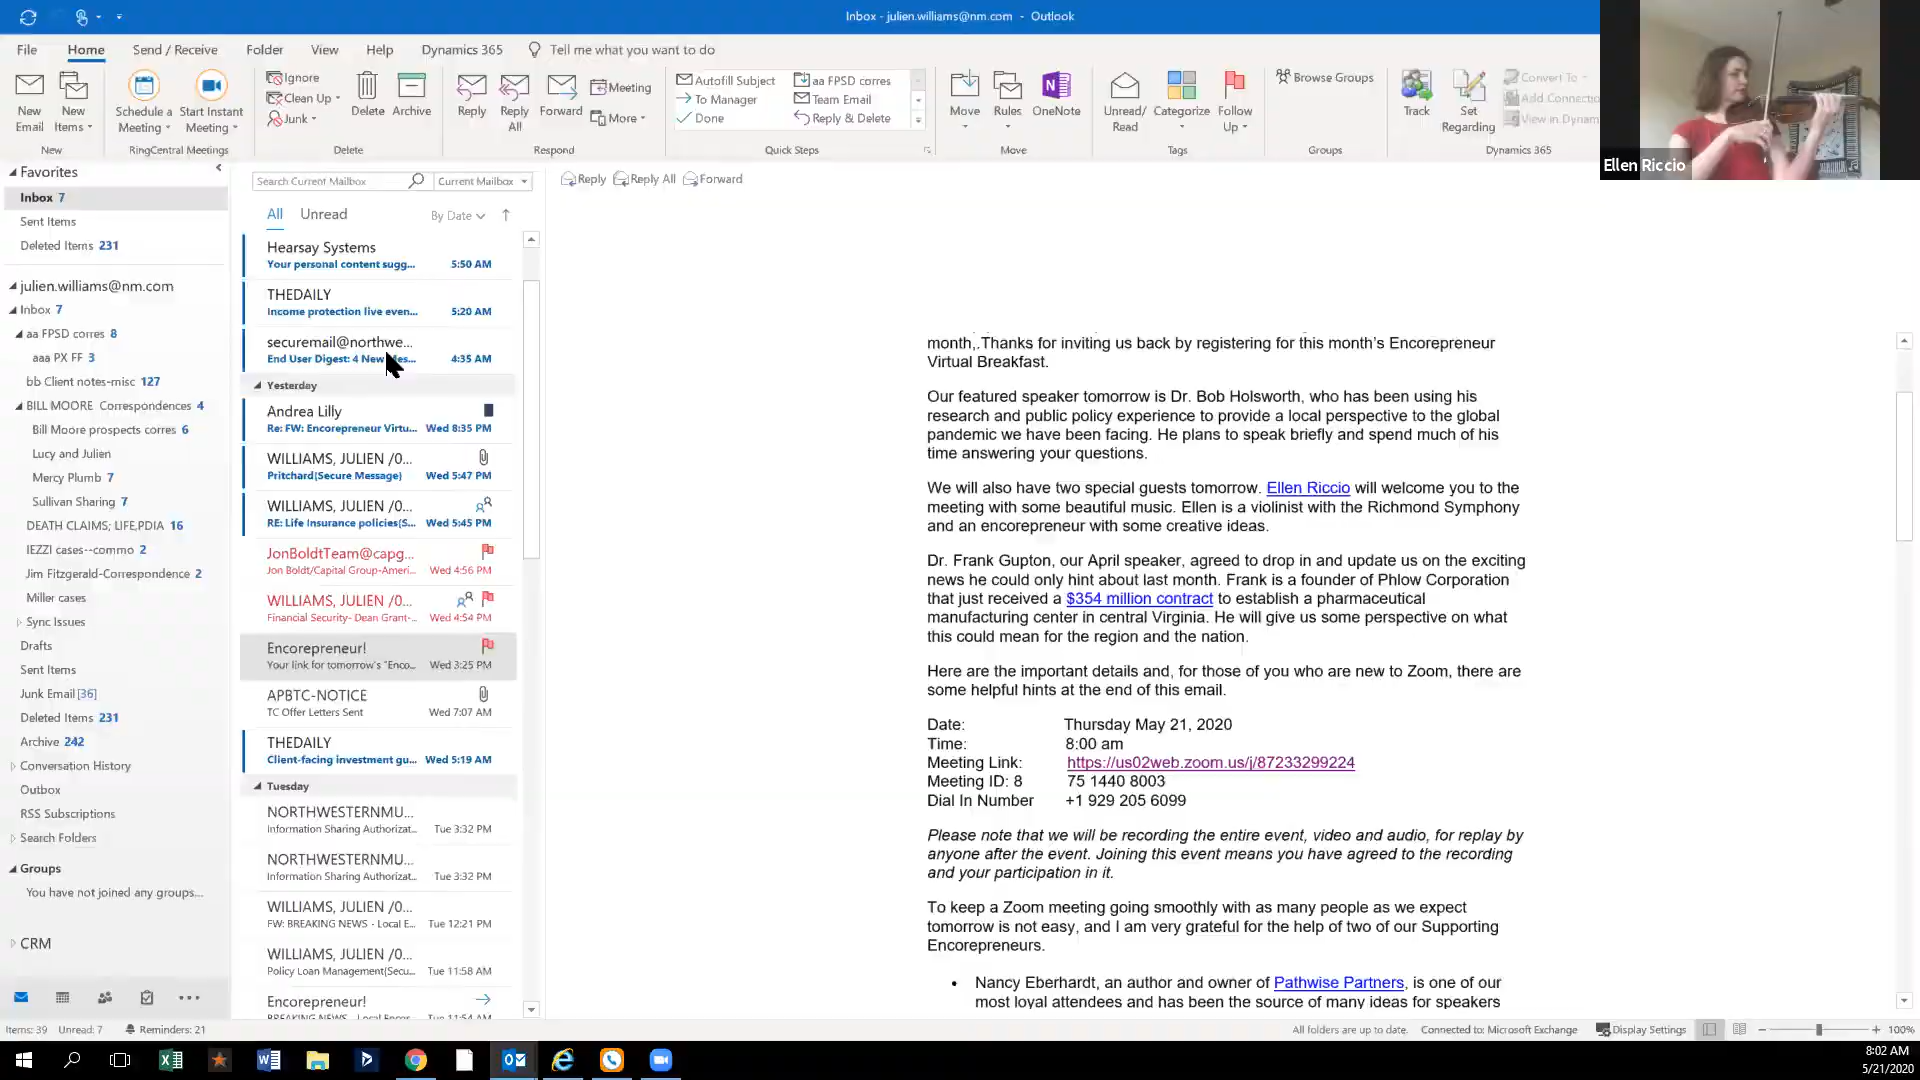 Inbox - julien.williams@nm.com - Outlook
File Home Send / Receive Folder View Help Dynamics 365 Tell me what you want to do
New Email
New Items
New
Schedule a Meeting
Start Instant Meeting
RingCentral Meetings
Ignore
Clean Up
Junk
Delete
Archive
Delete
Reply
Reply All
Forward
Meeting
More
Respond
Autofill Subject
To Manager
Done
aa FPSD corres
Team Email
Reply & Delete
Quick Steps
Move
Rules
OneNote
Move
Unread/ Read
Categorize
Follow Up
Tags
Browse Groups
Groups
Track
Set Regarding
Convert To
Add Connectio
View in Dynam
Dynamics 365
Ellen Riccio
Favorites
Inbox 7
Sent Items
Deleted Items 231
julien.williams@nm.com
Inbox 7
aa FPSD corres 8
aaa PX FF 3
bb Client notes-misc 127
BILL MOORE Correspondences 4
Bill Moore prospects corres 6
Lucy and Julien
Mercy Plumb 7
Sullivan Sharing 7
DEATH CLAIMS; LIFE,PDIA 16
IEZZI cases--commo 2
Jim Fitzgerald-Correspondence 2
Miller cases
Sync Issues
Drafts
Sent Items
Junk Email [36]
Deleted Items 231
Archive 242
Conversation History
Outbox
RSS Subscriptions
Search Folders
Groups
You have not joined any groups...
CRM
Search Current Mailbox Current Mailbox
All Unread By Date
Hearsay Systems
Your personal content sugg... 5:50 AM
THEDAILY
Income protection live even... 5:20 AM
securemail@northwe...
End User Digest: 4 New Mes... 4:35 AM
Yesterday
Andrea Lilly
Re: FW: Encorepreneur Virtu... Wed 8:35 PM
WILLIAMS, JULIEN /0...
Pritchard(Secure Message) Wed 5:47 PM
WILLIAMS, JULIEN /0...
RE: Life Insurance policies(S... Wed 5:45 PM
JonBoldtTeam@capg...
Jon Boldt/Capital Group-Ameri... Wed 4:56 PM
WILLIAMS, JULIEN /0...
Financial Security- Dean Grant-... Wed 4:54 PM
Encorepreneur!
Your link for tomorrow's "Enco... Wed 3:25 PM
APBTC-NOTICE
TC Offer Letters Sent Wed 7:07 AM
THEDAILY
Client-facing investment gu... Wed 5:19 AM
Tuesday
NORTHWESTERNMU...
Information Sharing Authorizat... Tue 3:32 PM
NORTHWESTERNMU...
Information Sharing Authorizat... Tue 3:32 PM
WILLIAMS, JULIEN /0...
FW: BREAKING NEWS - Local E... Tue 12:21 PM
WILLIAMS, JULIEN /0...
Policy Loan Management(Secu... Tue 11:58 AM
Encorepreneur!
BREAKING NEWS - Local Encor... Tue 11:54 AM
Reply Reply All Forward
month,.Thanks for inviting us back by registering for this month's Encorepreneur
Virtual Breakfast.
Our featured speaker tomorrow is Dr. Bob Holsworth, who has been using his
research and public policy experience to provide a local perspective to the global
pandemic we have been facing. He plans to speak briefly and spend much of his
time answering your questions.
We will also have two special guests tomorrow. Ellen Riccio will welcome you to the
meeting with some beautiful music. Ellen is a violinist with the Richmond Symphony
and an encorepreneur with some creative ideas.
Dr. Frank Gupton, our April speaker, agreed to drop in and update us on the exciting
news he could only hint about last month. Frank is a founder of Phlow Corporation
that just received a $354 million contract to establish a pharmaceutical
manufacturing center in central Virginia. He will give us some perspective on what
this could mean for the region and the nation.
Here are the important details and, for those of you who are new to Zoom, there are
some helpful hints at the end of this email.
Date: Thursday May 21, 2020
Time: 8:00 am
Meeting Link: https://us02web.zoom.us/j/87233299224
Meeting ID: 8 75 1440 8003
Dial In Number +1 929 205 6099
Please note that we will be recording the entire event, video and audio, for replay by
anyone after the event. Joining this event means you have agreed to the recording
and your participation in it.
To keep a Zoom meeting going smoothly with as many people as we expect
tomorrow is not easy, and I am very grateful for the help of two of our Supporting
Encorepreneurs.
• Nancy Eberhardt, an author and owner of Pathwise Partners, is one of our
most loyal attendees and has been the source of many ideas for speakers
Items: 39 Unread: 7 Reminders: 21 All folders are up to date. Connected to: Microsoft Exchange Display Settings 100%
8:02 AM
5/21/2020